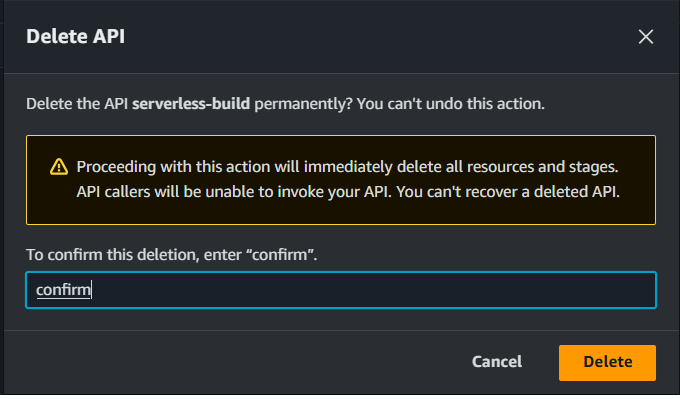 Delete API
Delete the API serverless-build permanently? You can't undo this action.
Proceeding with this action will immediately delete all resources and stages.
API callers will be unable to invoke your API. You can't recover a deleted API.
To confirm this deletion, enter “confirm”.
confirm
Cancel
Delete